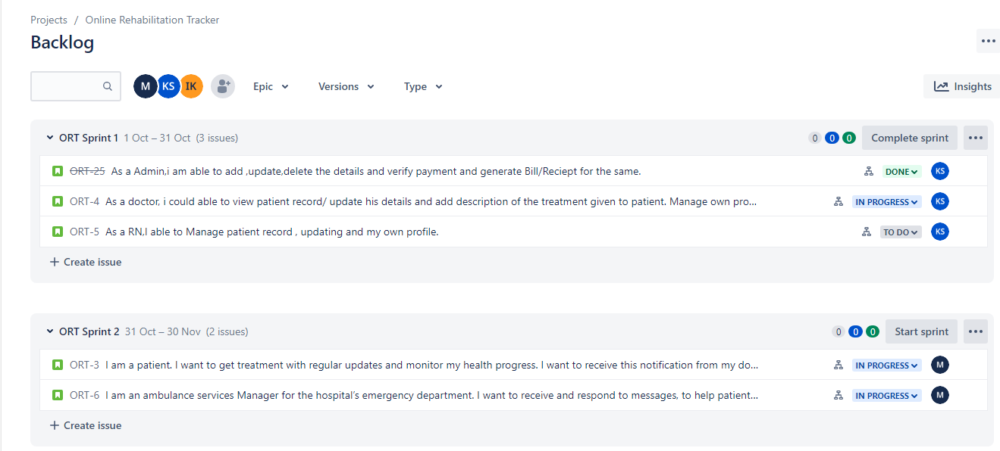 Projects / Online Rehabilitation Tracker
Backlog
M KS IK Epic Versions Type Insights
ORT Sprint 1 1 Oct – 31 Oct (3 issues) 0 0 0 Complete sprint
ORT-25 As a Admin,i am able to add ,update,delete the details and verify payment and generate Bill/Reciept for the same. DONE KS
ORT-4 As a doctor, i could able to view patient record/ update his details and add description of the treatment given to patient. Manage own pro... IN PROGRESS KS
ORT-5 As a RN,I able to Manage patient record , updating and my own profile. TO DO KS
+ Create issue
ORT Sprint 2 31 Oct – 30 Nov (2 issues) 0 0 0 Start sprint
ORT-3 I am a patient. I want to get treatment with regular updates and monitor my health progress. I want to receive this notification from my do... IN PROGRESS M
ORT-6 I am an ambulance services Manager for the hospital’s emergency department. I want to receive and respond to messages, to help patient... IN PROGRESS M
+ Create issue